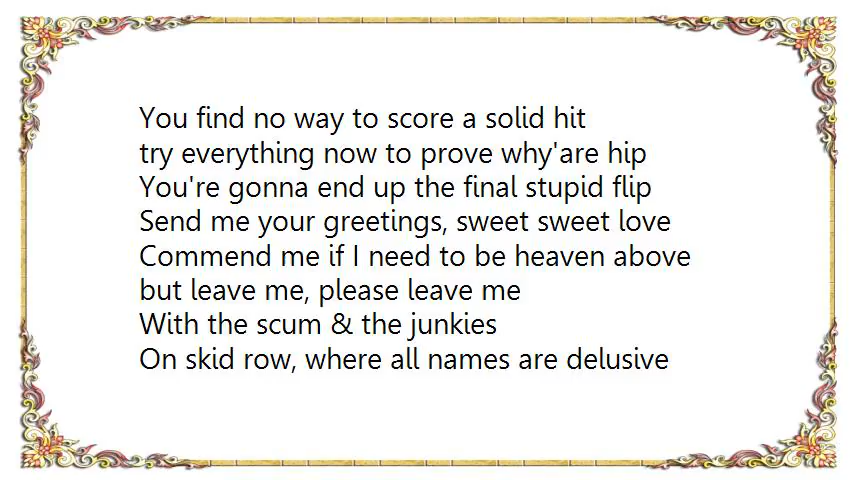 You find no way to score a solid hit
try everything now to prove why'are hip
You're gonna end up the final stupid flip
Send me your greetings, sweet sweet love
Commend me if I need to be heaven above
but leave me, please leave me
With the scum & the junkies
On skid row, where all names are delusive